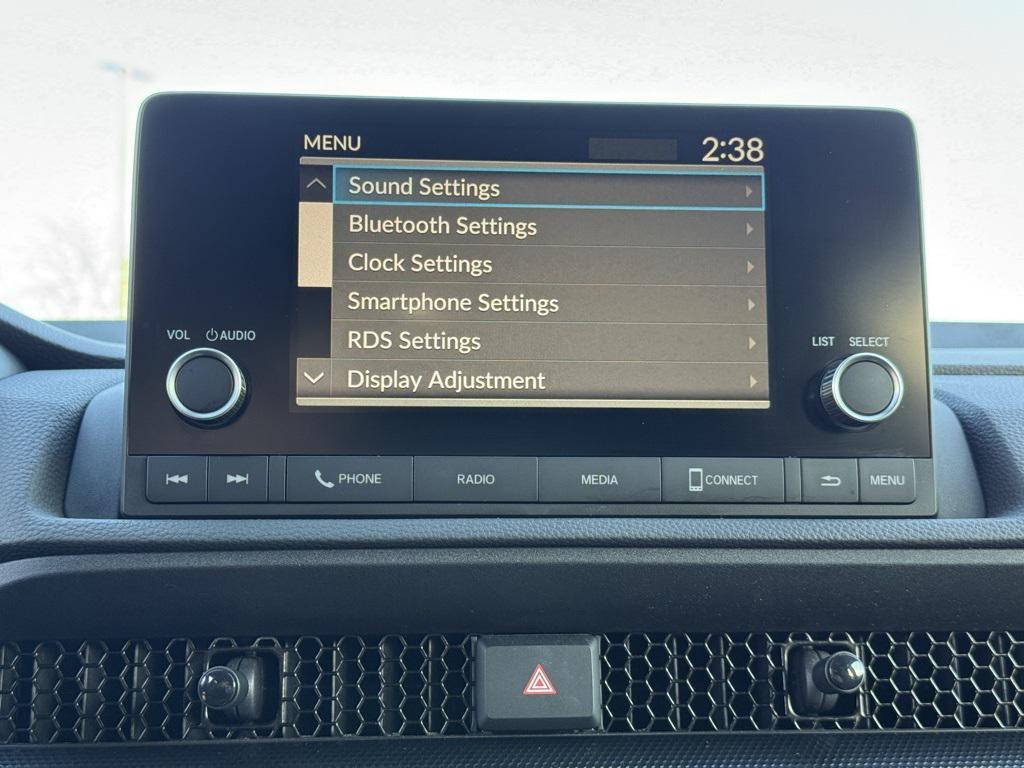 MENU 2:38
Sound Settings
Bluetooth Settings
Clock Settings
Smartphone Settings
RDS Settings
Display Adjustment
VOL AUDIO
LIST SELECT
PHONE RADIO MEDIA CONNECT MENU